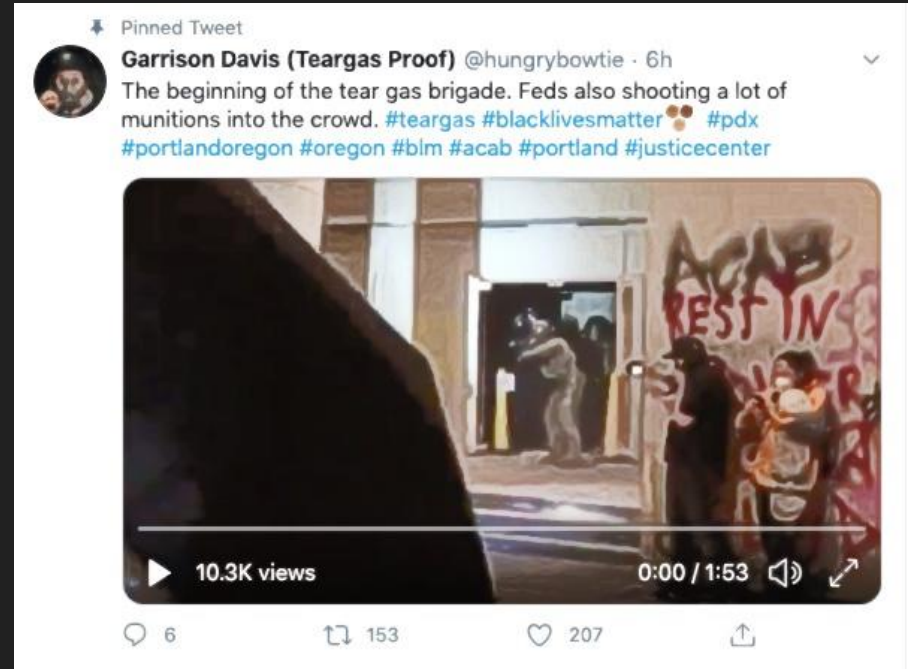 Pinned Tweet
Garrison Davis (Teargas Proof) @hungrybowtie · 6h
The beginning of the tear gas brigade. Feds also shooting a lot of
munitions into the crowd. #teargas #blacklivesmatter #pdx
#portlandoregon #oregon #blm #acab #portland #justicecenter
ACAB
REST IN
10.3K views
0:00 / 1:53
6
153
207